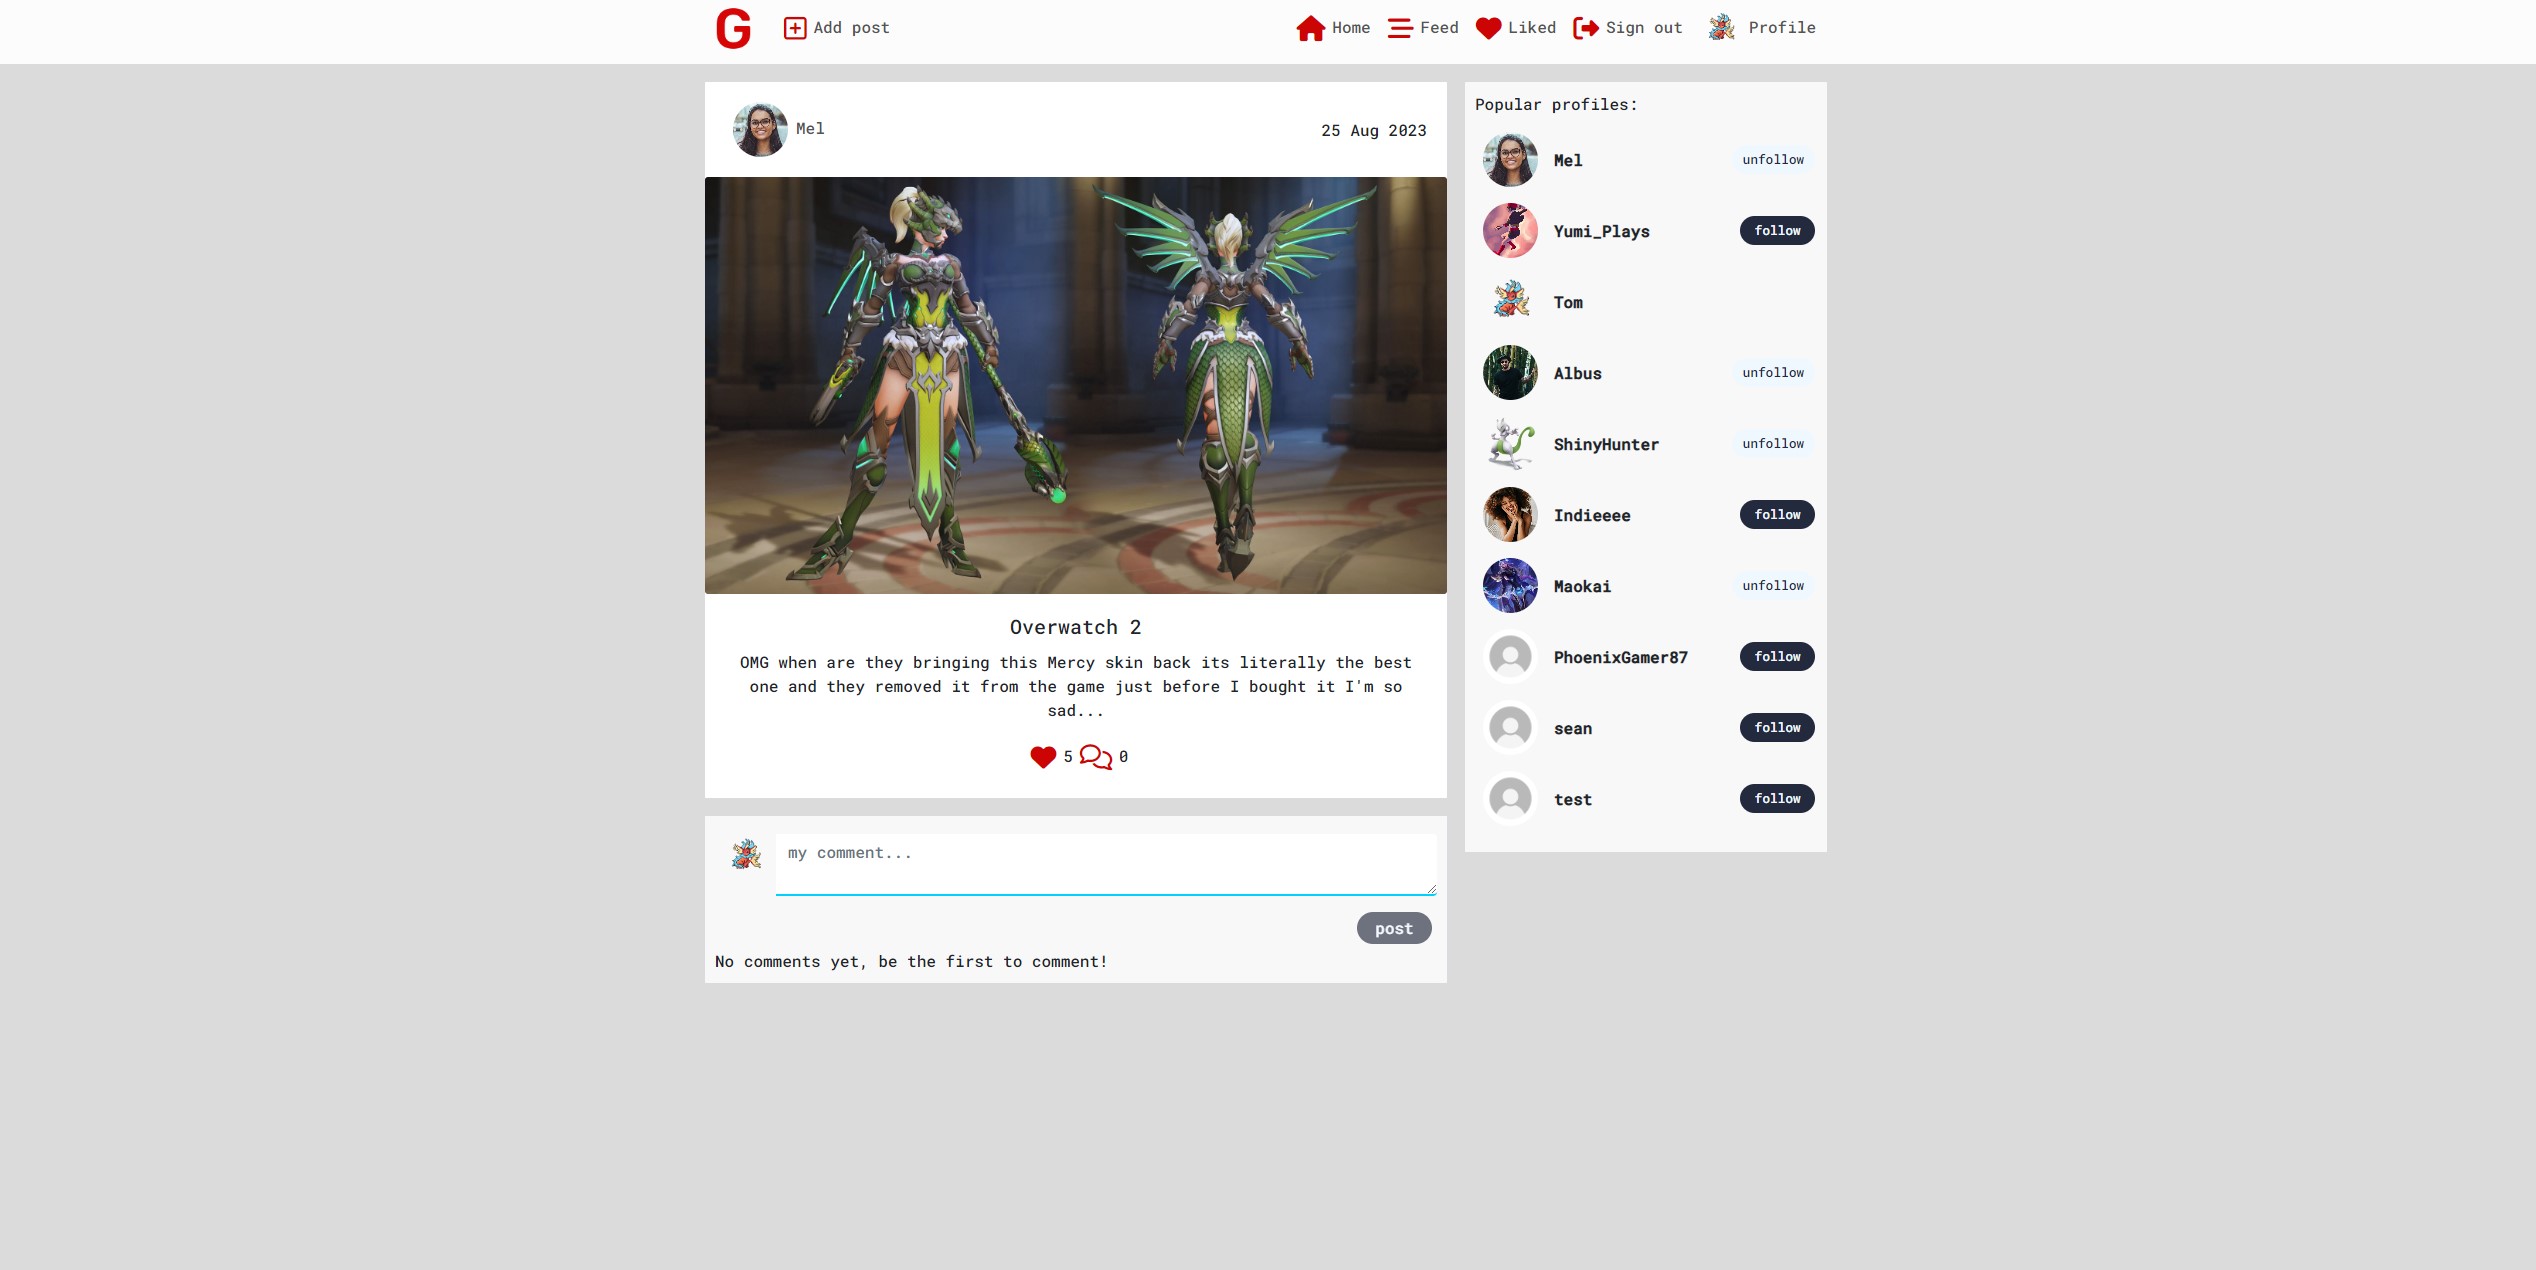 G
Add post
Home
Feed
Liked
Sign out
Profile
Mel
25 Aug 2023
Overwatch 2
OMG when are they bringing this Mercy skin back its literally the best
one and they removed it from the game just before I bought it I'm so
sad...
5
0
my comment...
post
No comments yet, be the first to comment!
Popular profiles:
Mel
unfollow
Yumi_Plays
follow
Tom
Albus
unfollow
ShinyHunter
unfollow
Indieeee
follow
Maokai
unfollow
PhoenixGamer87
follow
sean
follow
test
follow